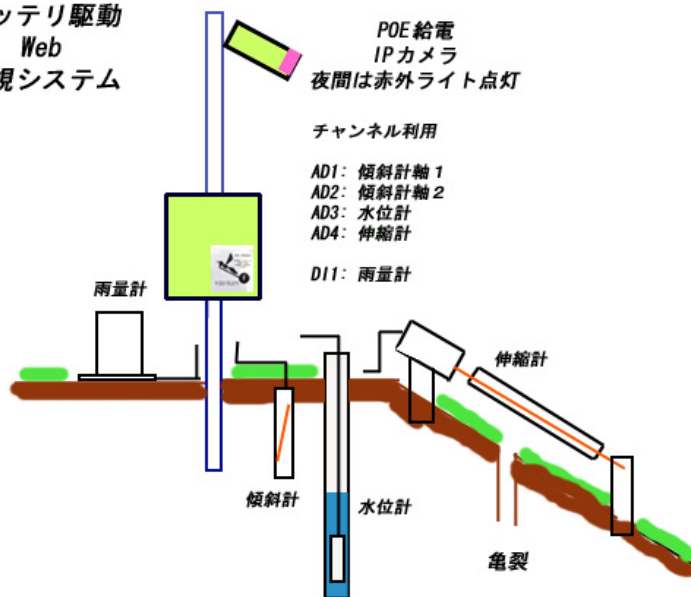 ッテリ駆動
Web
視システム
POE給電
IPカメラ
夜間は赤外ライト点灯
チャンネル利用
AD1: 傾斜計軸1
AD2: 傾斜計軸2
AD3: 水位計
AD4: 伸縮計
DI1: 雨量計
雨量計
伸縮計
傾斜計
水位計
亀裂